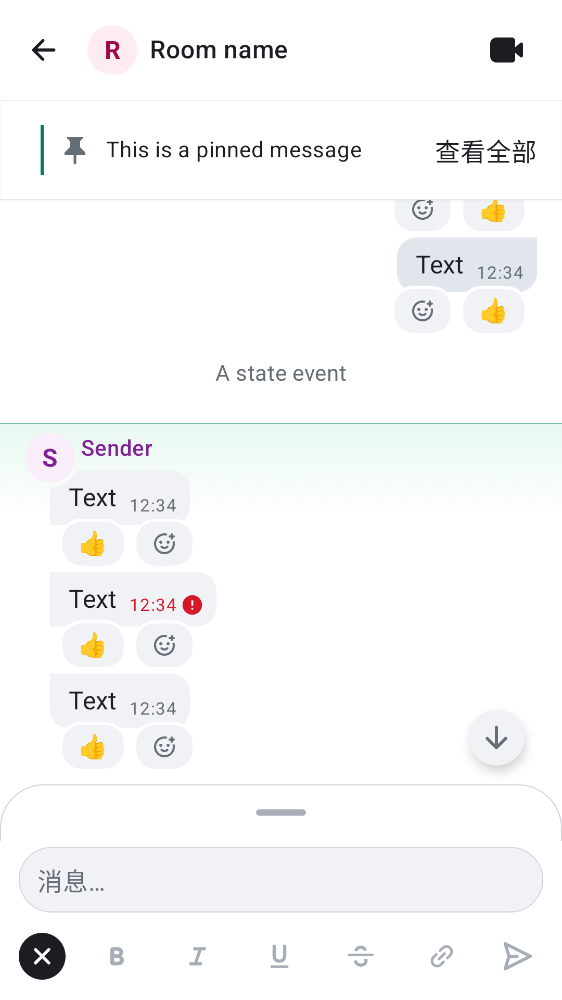 R Room name
This is a pinned message 查看全部
Text 12:34
A state event
S Sender
Text 12:34
Text 12:34
Text 12:34
消息…
B I U S